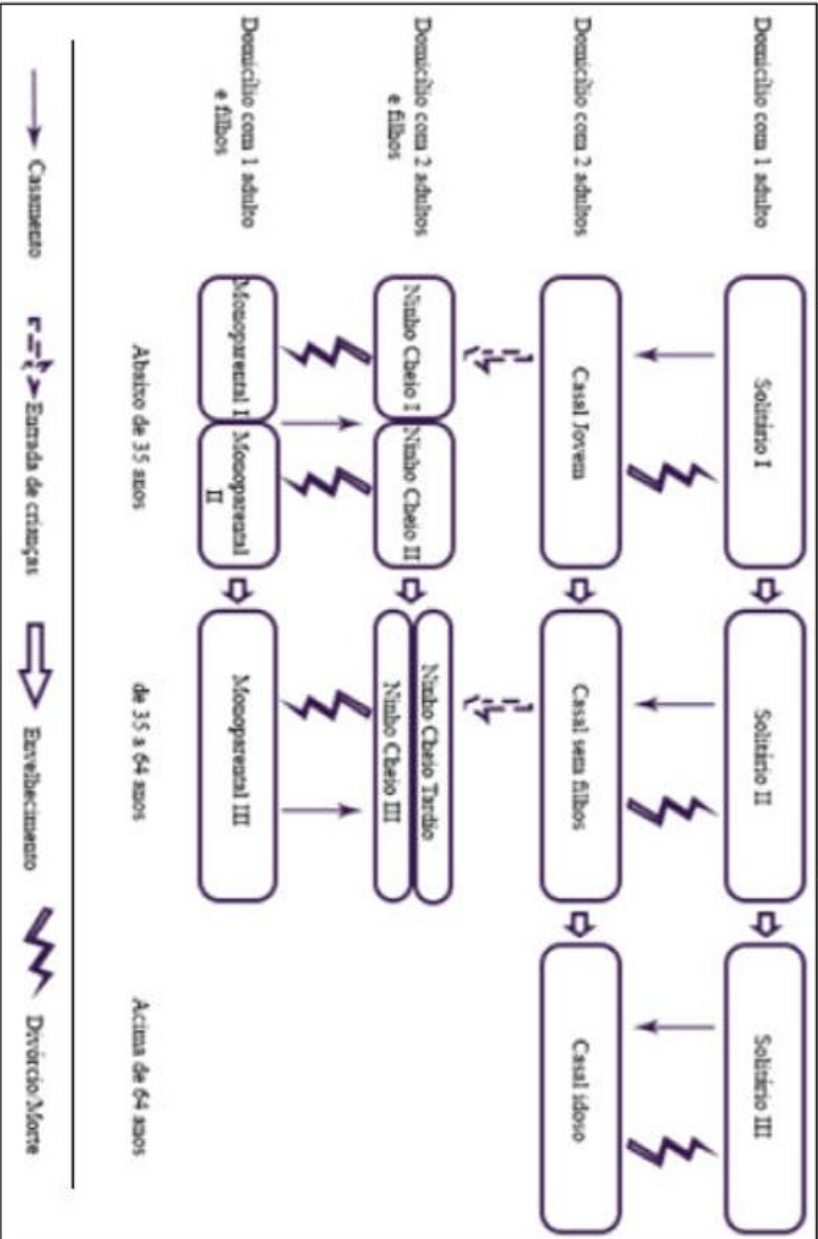 Domicílio com 1 adulto
Solitário I
Solitário II
Solitário III
Domicílio com 2 adultos
Casal Jovem
Casal sem filhos
Casal idoso
Domicílio com 2 adultos
e filhos
Ninho Cheio I
Ninho Cheio II
Ninho Cheio Tardio
Ninho Cheio III
Domicílio com 1 adulto
e filhos
Monoparental I
Monoparental
II
Monoparental III
Abaixo de 35 anos
de 35 a 64 anos
Acima de 64 anos
Casamento
Entrada de crianças
Envelhecimento
Divórcio/Morte